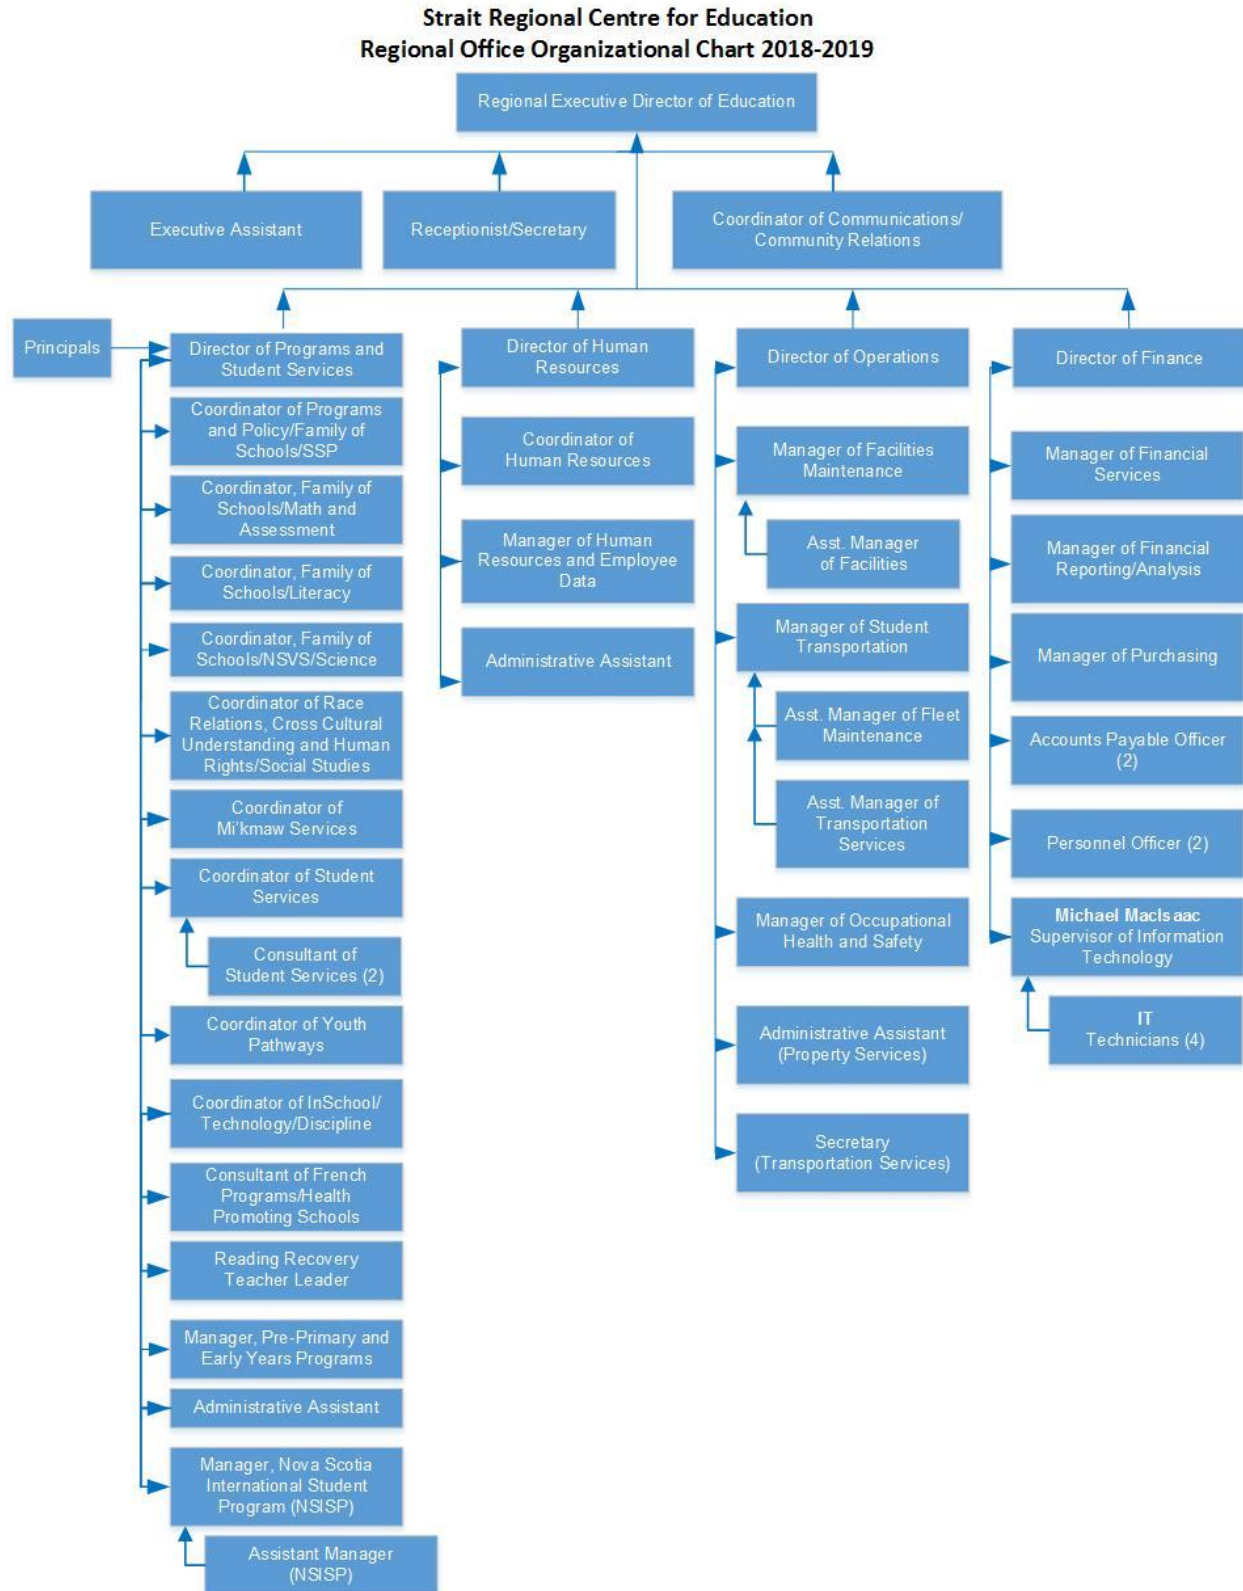 Strait Regional Centre for Education
Regional Office Organizational Chart 2018-2019
Regional Executive Director of Education
Executive Assistant
Receptionist/Secretary
Coordinator of Communications/
Community Relations
Principals
Director of Programs and
Student Services
Coordinator of Programs
and Policy/Family of
Schools/SSP
Coordinator, Family of
Schools/Math and
Assessment
Coordinator, Family of
Schools/Literacy
Coordinator, Family of
Schools/NSVS/Science
Coordinator of Race
Relations, Cross Cultural
Understanding and Human
Rights/Social Studies
Coordinator of
Mi'kmaw Services
Coordinator of Student
Services
Consultant of
Student Services (2)
Coordinator of Youth
Pathways
Coordinator of InSchool/
Technology/Discipline
Consultant of French
Programs/Health
Promoting Schools
Reading Recovery
Teacher Leader
Manager, Pre-Primary and
Early Years Programs
Administrative Assistant
Manager, Nova Scotia
International Student
Program (NSISP)
Assistant Manager
(NSISP)
Director of Human
Resources
Coordinator of
Human Resources
Manager of Human
Resources and Employee
Data
Administrative Assistant
Director of Operations
Manager of Facilities
Maintenance
Asst. Manager
of Facilities
Manager of Student
Transportation
Asst. Manager of Fleet
Maintenance
Asst. Manager of
Transportation
Services
Manager of Occupational
Health and Safety
Administrative Assistant
(Property Services)
Secretary
(Transportation Services)
Director of Finance
Manager of Financial
Services
Manager of Financial
Reporting/Analysis
Manager of Purchasing
Accounts Payable Officer
(2)
Personnel Officer (2)
Michael MacIsaac
Supervisor of Information
Technology
IT
Technicians (4)